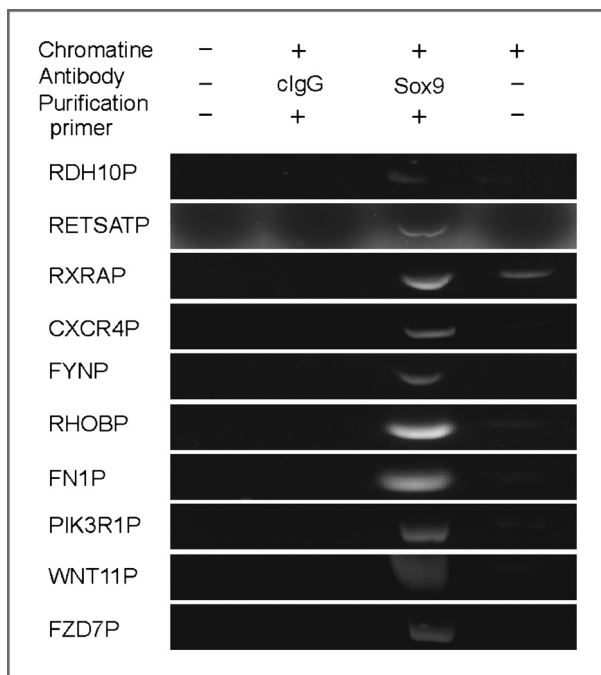 Chromatine – + + +
Antibody – cIgG Sox9 –
Purification
primer – + + –
RDH10P
RETSATP
RXRAP
CXCR4P
FYNP
RHOBP
FN1P
PIK3R1P
WNT11P
FZD7P